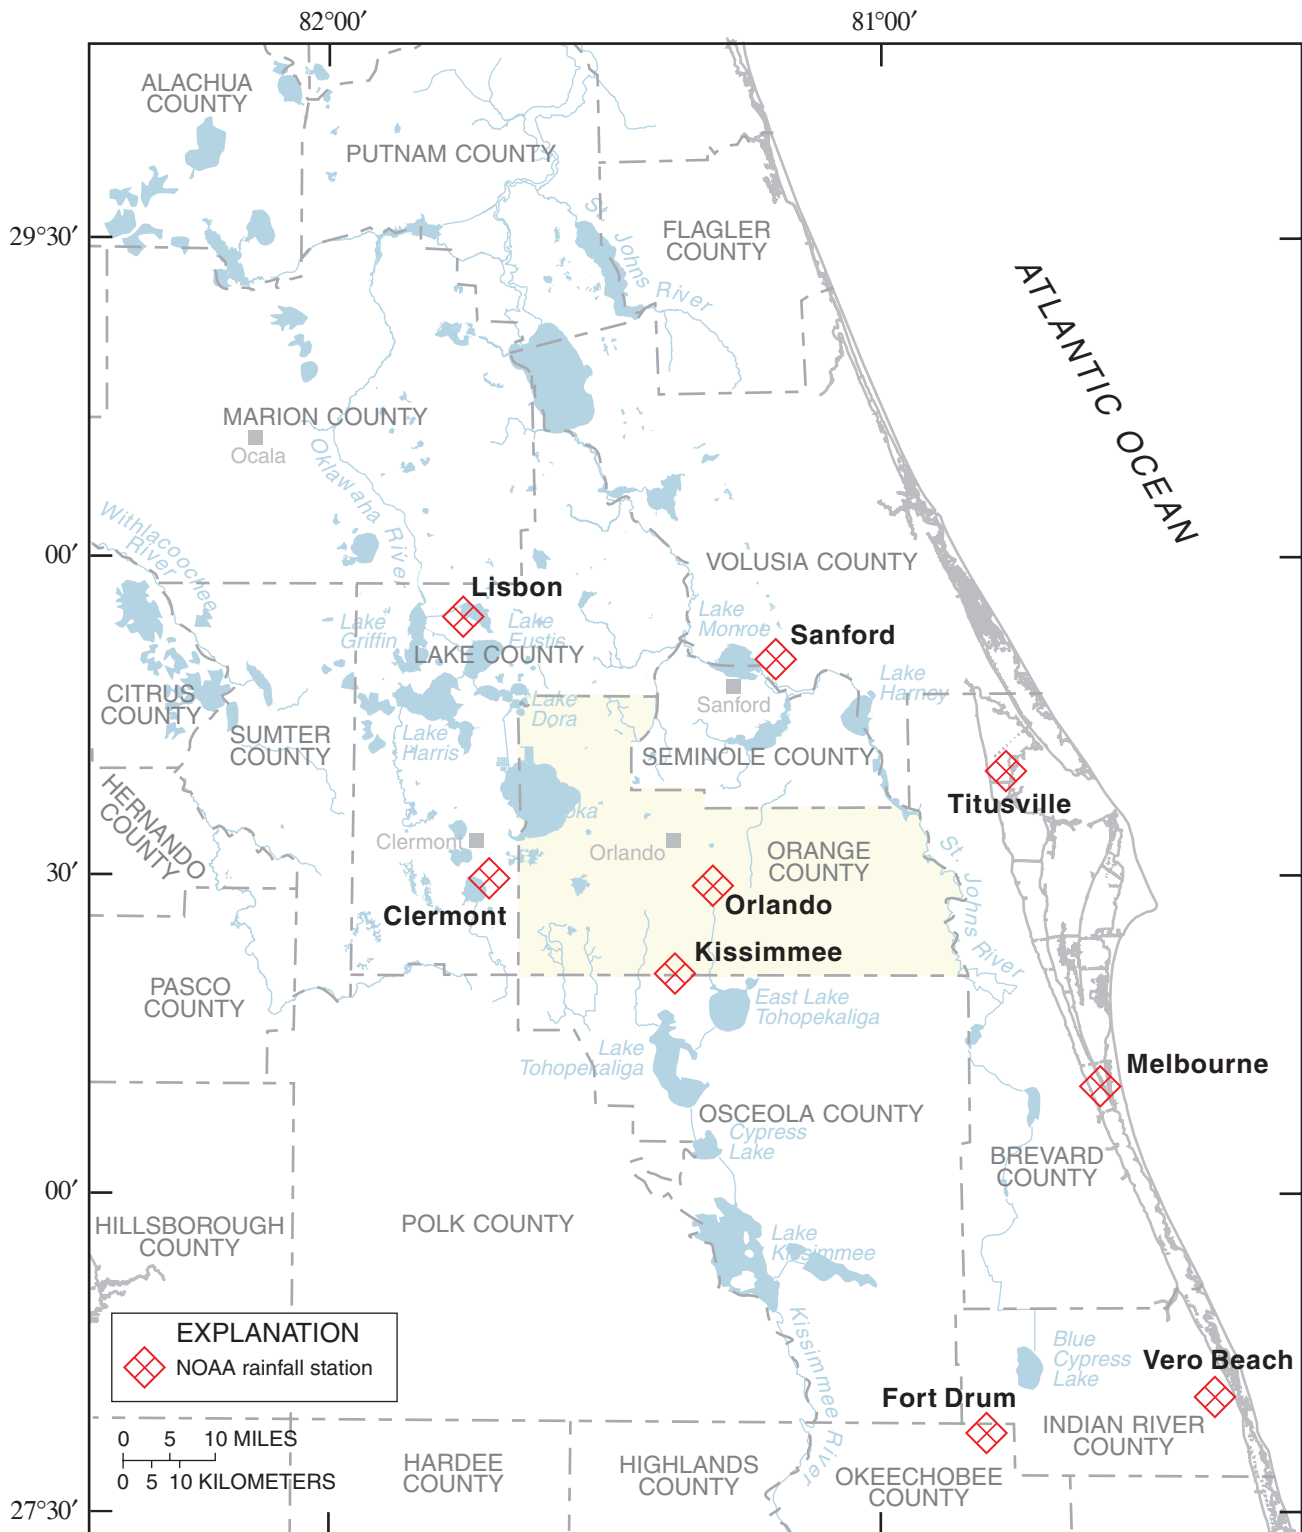 82°00′
81°00′
ALACHUA
COUNTY
PUTNAM COUNTY
29°30′
St. Johns River
FLAGLER
COUNTY
ATLANTIC OCEAN
MARION COUNTY
Ocala
Oklawaha River
Withlacoochee
River
00′
VOLUSIA COUNTY
Lisbon
Lake
Griffin
Lake
Eustis
LAKE COUNTY
Lake
Monroe
Sanford
Lake
Harney
CITRUS
COUNTY
Lake
Dora
Sanford
SUMTER
COUNTY
Lake
Harris
SEMINOLE COUNTY
HERNANDO
COUNTY
Titusville
oka
Clermont
Orlando
ORANGE
COUNTY
St. Johns River
30′
Clermont
Orlando
Kissimmee
PASCO
COUNTY
East Lake
Tohopekaliga
Lake
Tohopekaliga
Melbourne
OSCEOLA COUNTY
Cypress
Lake
BREVARD
COUNTY
00′
HILLSBOROUGH
COUNTY
POLK COUNTY
Lake
Kissimmee
Kissimmee River
EXPLANATION
NOAA rainfall station
Blue
Cypress
Lake
Vero Beach
Fort Drum
INDIAN RIVER
COUNTY
0 5 10 MILES
0 5 10 KILOMETERS
HARDEE
COUNTY
HIGHLANDS
COUNTY
OKEECHOBEE
COUNTY
27°30′